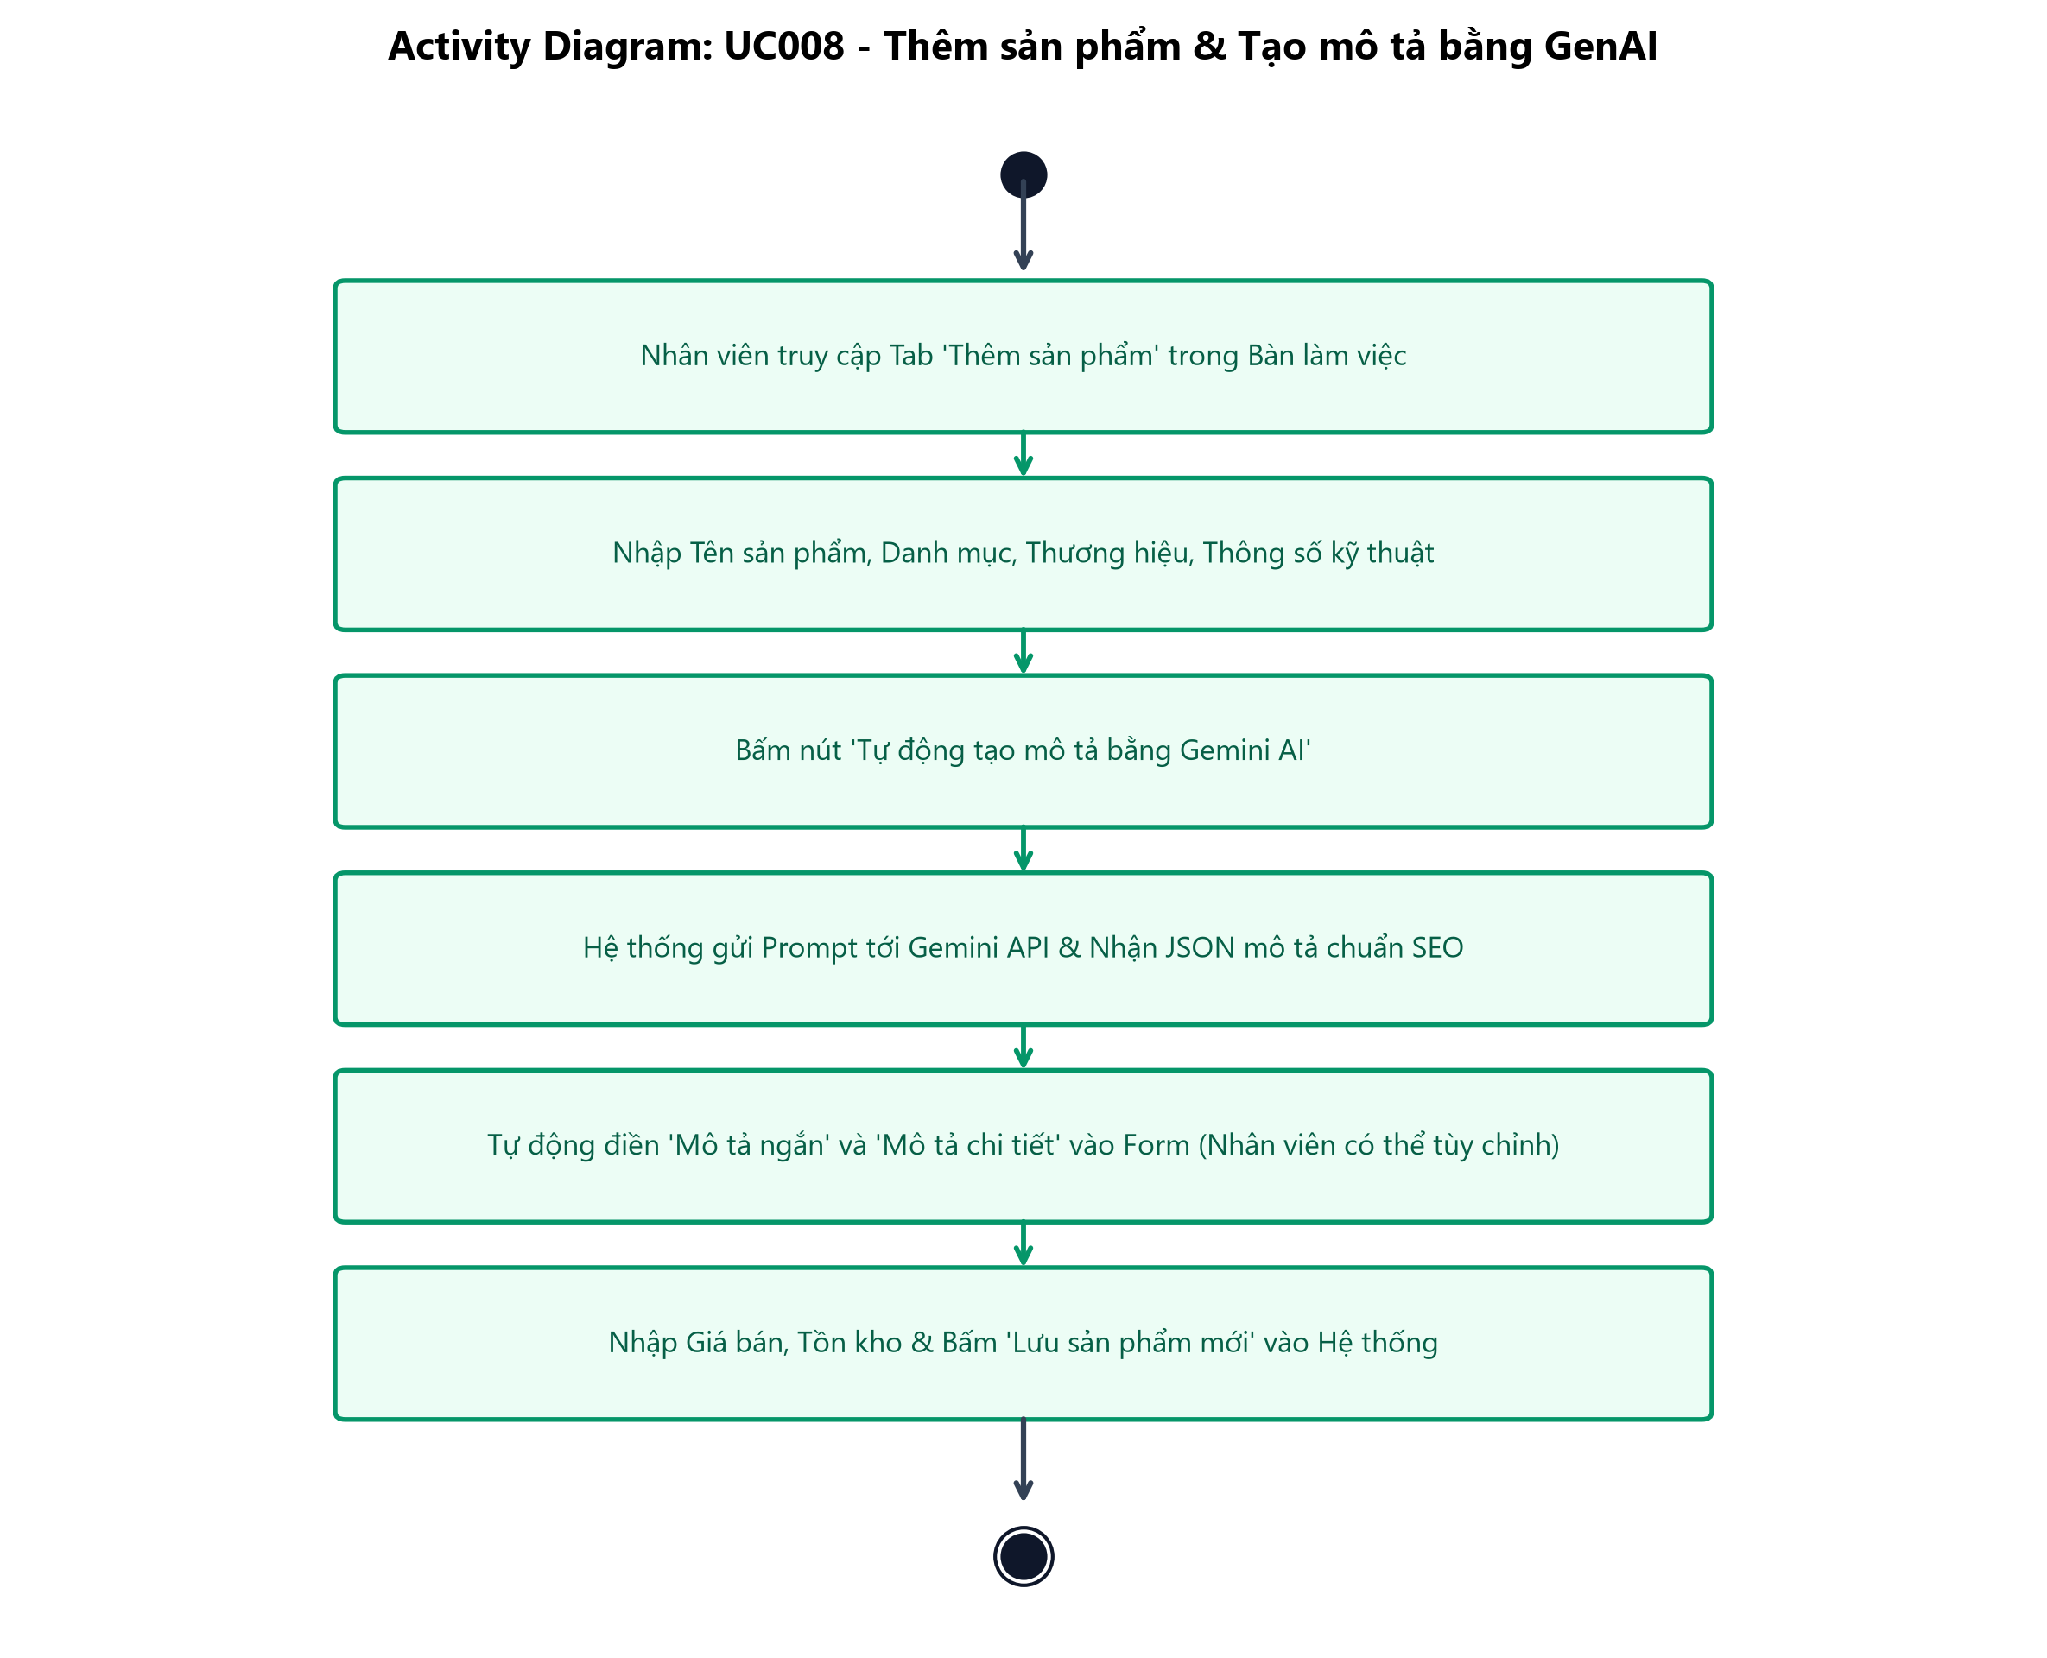 Activity Diagram: UC008 - Thêm sản phẩm & Tạo mô tả bằng GenAI
Nhân viên truy cập Tab 'Thêm sản phẩm' trong Bàn làm việc
Nhập Tên sản phẩm, Danh mục, Thương hiệu, Thông số kỹ thuật
Bấm nút 'Tự động tạo mô tả bằng Gemini AI'
Hệ thống gửi Prompt tới Gemini API & Nhận JSON mô tả chuẩn SEO
Tự động điền 'Mô tả ngắn' và 'Mô tả chi tiết' vào Form (Nhân viên có thể tùy chỉnh)
Nhập Giá bán, Tồn kho & Bấm 'Lưu sản phẩm mới' vào Hệ thống